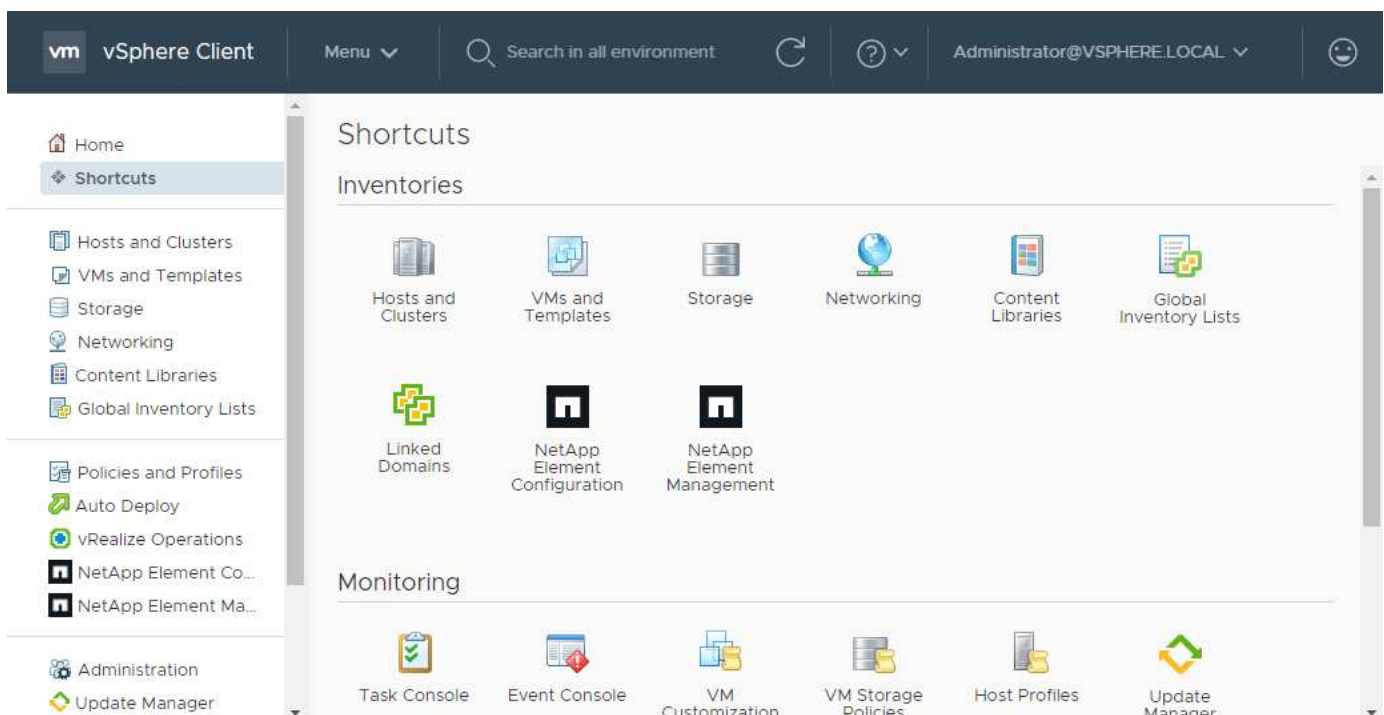 vm vSphere Client Menu Search in all environment Administrator@VSPHERE.LOCAL
Home
Shortcuts
Hosts and Clusters
VMs and Templates
Storage
Networking
Content Libraries
Global Inventory Lists
Policies and Profiles
Auto Deploy
vRealize Operations
NetApp Element Co...
NetApp Element Ma...
Administration
Update Manager
Shortcuts
Inventories
Hosts and
Clusters
VMs and
Templates
Storage
Networking
Content
Libraries
Global
Inventory Lists
Linked
Domains
NetApp
Element
Configuration
NetApp
Element
Management
Monitoring
Task Console
Event Console
VM
Customization
VM Storage
Policies
Host Profiles
Update
Manager